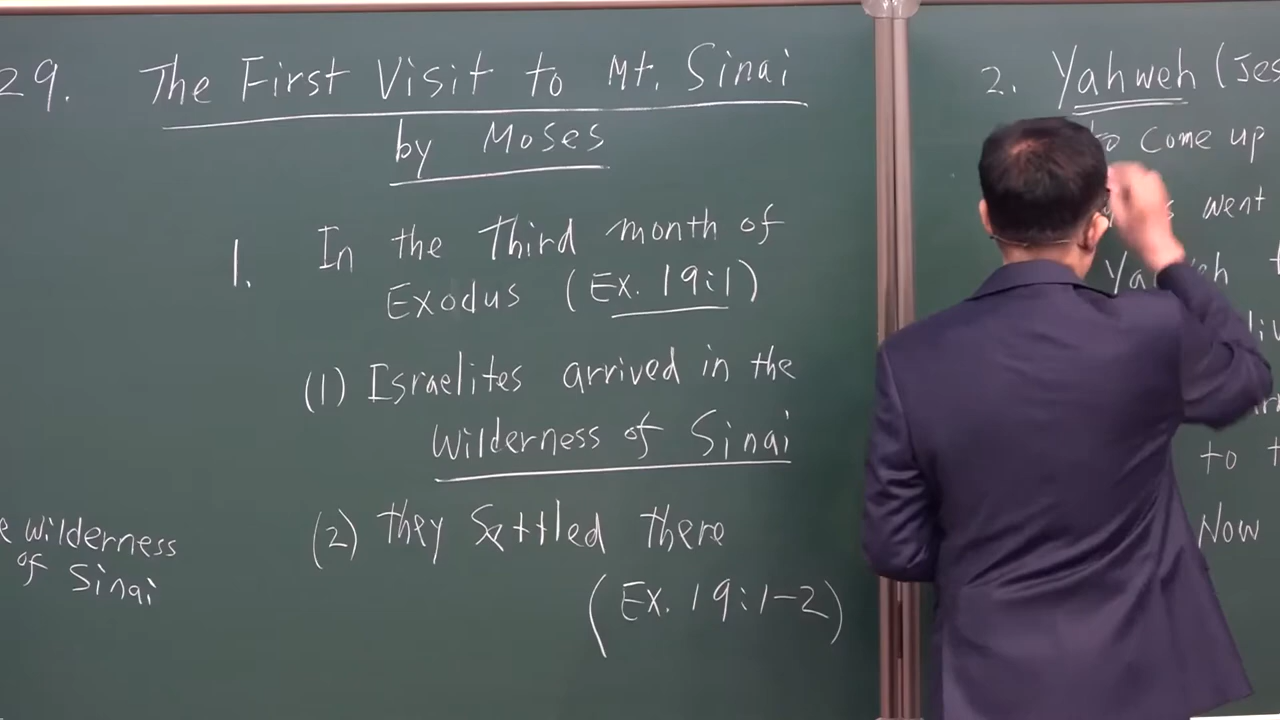 29. The First Visit to Mt. Sinai
by Moses
1. In the Third month of
Exodus (Ex. 19:1)
(1) Israelites arrived in the
Wilderness of Sinai
(2) they Settled there
(Ex. 19:1-2)
wilderness
of Sinai
2. Yahweh (Jes
to come up
went
to
Now